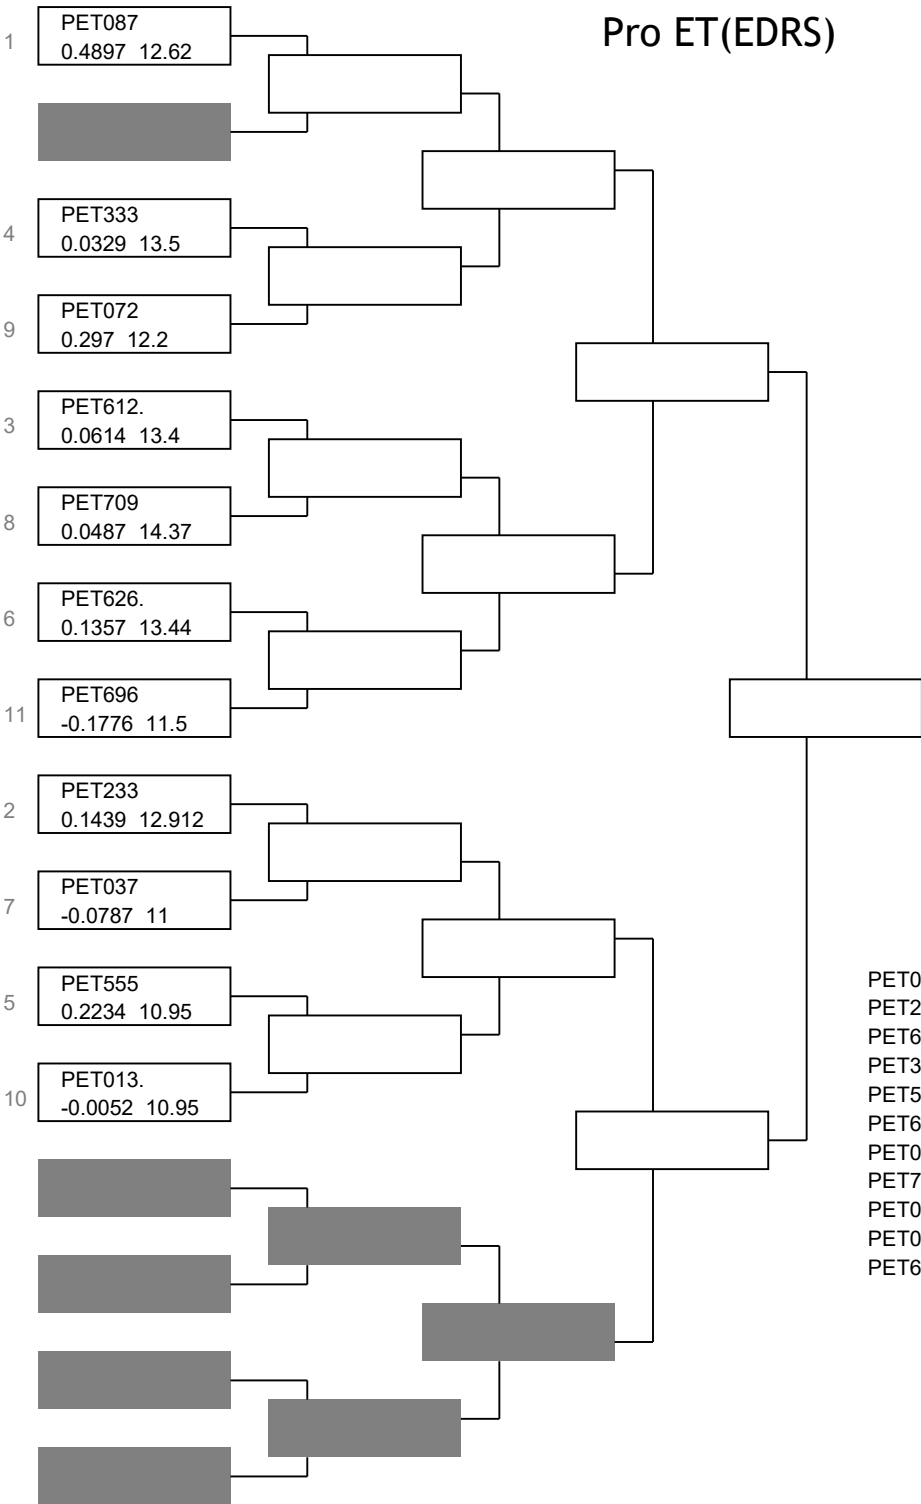 Pro ET(EDRS)
1
PET087
0.4897 12.62
4
PET333
0.0329 13.5
9
PET072
0.297 12.2
3
PET612.
0.0614 13.4
8
PET709
0.0487 14.37
6
PET626.
0.1357 13.44
11
PET696
-0.1776 11.5
2
PET233
0.1439 12.912
7
PET037
-0.0787 11
5
PET555
0.2234 10.95
10
PET013.
-0.0052 10.95
PET0
PET2
PET6
PET3
PET5
PET6
PET0
PET7
PET0
PET0
PET6